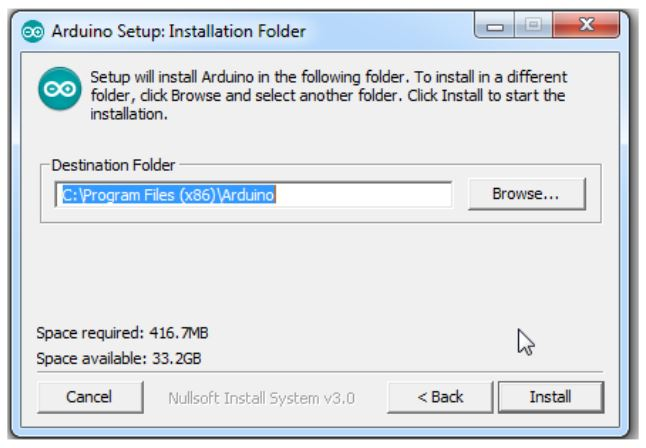 Arduino Setup: Installation Folder
Setup will install Arduino in the following folder. To install in a different
folder, click Browse and select another folder. Click Install to start the
installation.
Destination Folder
C:\Program Files (x86)\Arduino
Browse...
Space required: 416.7MB
Space available: 33.2GB
Cancel
Nullsoft Install System v3.0
< Back
Install